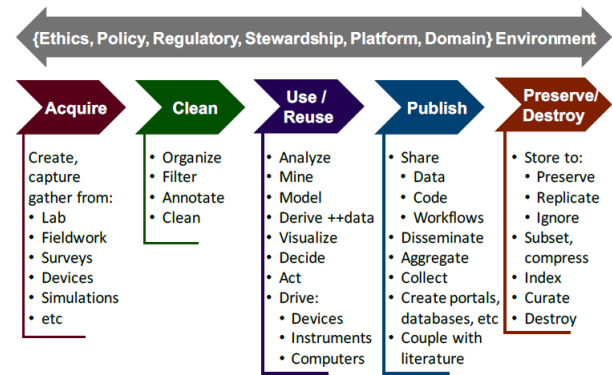 {Ethics, Policy, Regulatory, Stewardship, Platform, Domain} Environment
Acquire
Create,
capture
gather from:
• Lab
• Fieldwork
• Surveys
• Devices
• Simulations
• etc
Clean
• Organize
• Filter
• Annotate
• Clean
Use /
Reuse
• Analyze
• Mine
• Model
• Derive ++data
• Visualize
• Decide
• Act
• Drive:
• Devices
• Instruments
• Computers
Publish
• Share
• Data
• Code
• Workflows
• Disseminate
• Aggregate
• Collect
• Create portals,
databases, etc
• Couple with
literature
Preserve/
Destroy
• Store to:
• Preserve
• Replicate
• Ignore
• Subset,
compress
• Index
• Curate
• Destroy